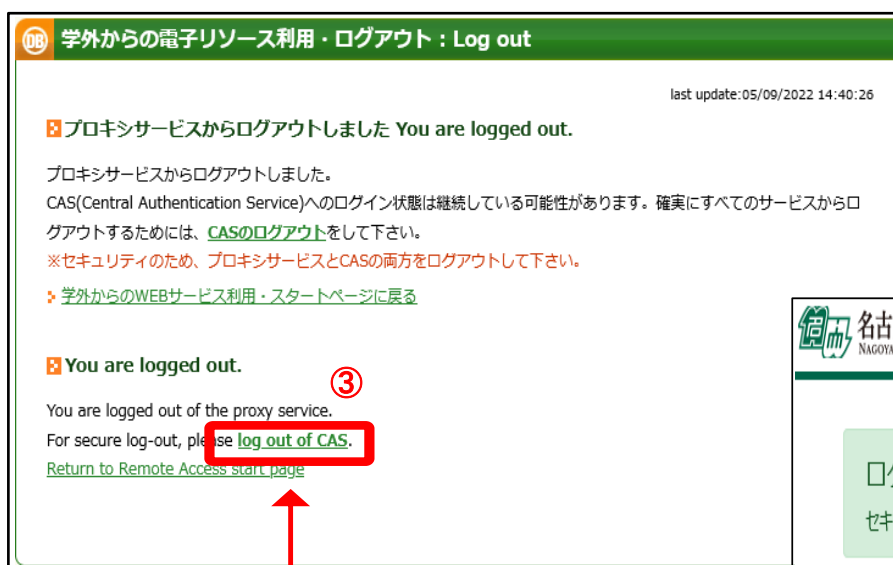 DB 学外からの電子リソース利用・ログアウト：Log out
last update:05/09/2022 14:40:26
プロキシサービスからログアウトしました You are logged out.
プロキシサービスからログアウトしました。
CAS(Central Authentication Service)へのログイン状態は継続している可能性があります。確実にすべてのサービスからロ
グアウトするためには、CASのログアウトをして下さい。
※セキュリティのため、プロキシサービスとCASの両方をログアウトして下さい。
学外からのWEBサービス利用・スタートページに戻る
You are logged out.
③
You are logged out of the proxy service.
For secure log-out, please log out of CAS.
Return to Remote Access start page
名古
NAGOYA
ログ
セキ